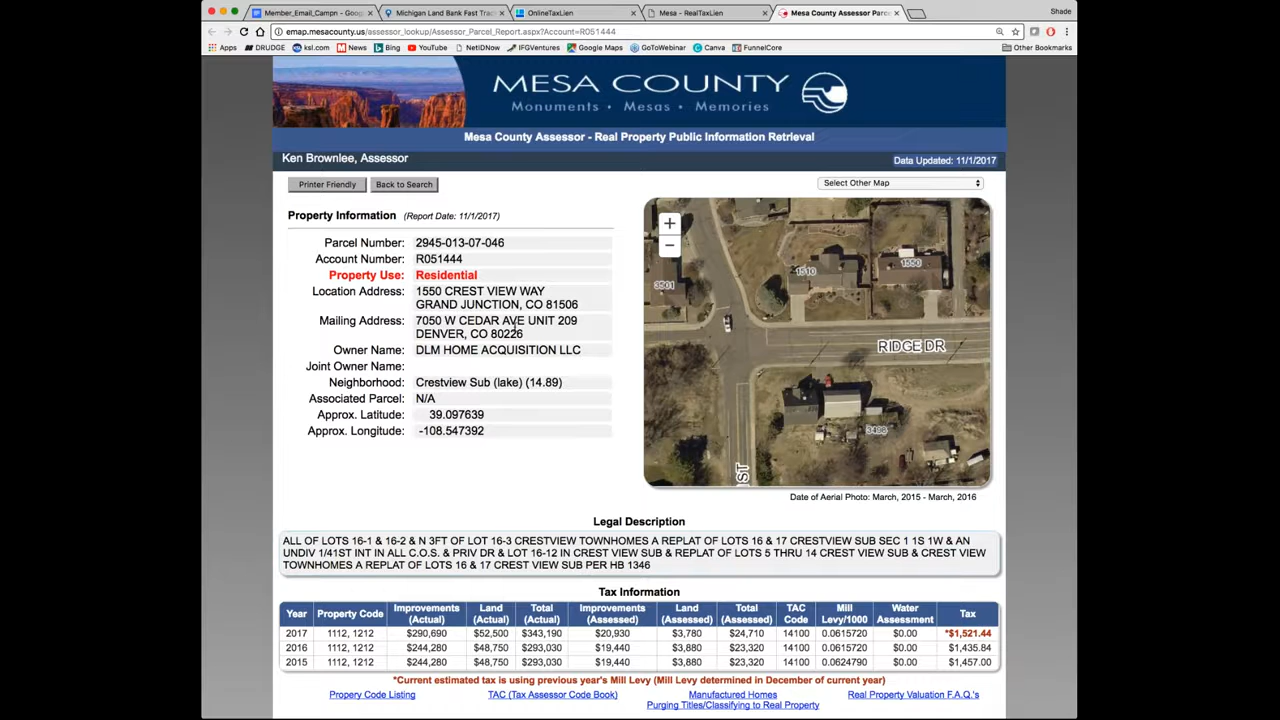 Member_Email_Campn - Goog
Michigan Land Bank Fast Trac
OnlineTaxLien
Mesa - RealTaxLien
Mesa County Assessor Parce
Shade
emap.mesacounty.us/assessor_lookup/Assessor_Parcel_Report.aspx?Account=R051444
Apps DRUDGE ksl.com News Bing YouTube NetIDNow IFGVentures Google Maps GoToWebinar Canva FunnelCore Other Bookmarks
MESA COUNTY
Monuments • Mesas • Memories
Mesa County Assessor - Real Property Public Information Retrieval
Ken Brownlee, Assessor
Data Updated: 11/1/2017
Printer Friendly
Back to Search
Select Other Map
Property Information (Report Date: 11/1/2017)
Parcel Number: 2945-013-07-046
Account Number: R051444
Property Use: Residential
Location Address: 1550 CREST VIEW WAY
GRAND JUNCTION, CO 81506
Mailing Address: 7050 W CEDAR AVE UNIT 209
DENVER, CO 80226
Owner Name: DLM HOME ACQUISITION LLC
Joint Owner Name:
Neighborhood: Crestview Sub (lake) (14.89)
Associated Parcel: N/A
Approx. Latitude: 39.097639
Approx. Longitude: -108.547392
+
−
3501
1510
1550
RIDGE DR
3498
ST
Date of Aerial Photo: March, 2015 - March, 2016
Legal Description
ALL OF LOTS 16-1 & 16-2 & N 3FT OF LOT 16-3 CRESTVIEW TOWNHOMES A REPLAT OF LOTS 16 & 17 CRESTVIEW SUB SEC 1 1S 1W & AN
UNDIV 1/41ST INT IN ALL C.O.S. & PRIV DR & LOT 16-12 IN CREST VIEW SUB & REPLAT OF LOTS 5 THRU 14 CREST VIEW SUB & CREST VIEW
TOWNHOMES A REPLAT OF LOTS 16 & 17 CREST VIEW SUB PER HB 1346
Tax Information
Year Property Code Improvements (Actual) Land (Actual) Total (Actual) Improvements (Assessed) Land (Assessed) Total (Assessed) TAC Code Mill Levy/1000 Water Assessment Tax
2017 1112, 1212 $290,690 $52,500 $343,190 $20,930 $3,780 $24,710 14100 0.0615720 $0.00 *$1,521.44
2016 1112, 1212 $244,280 $48,750 $293,030 $19,440 $3,880 $23,320 14100 0.0615720 $0.00 $1,435.84
2015 1112, 1212 $244,280 $48,750 $293,030 $19,440 $3,880 $23,320 14100 0.0624790 $0.00 $1,457.00
*Current estimated tax is using previous year's Mill Levy (Mill Levy determined in December of current year)
Propery Code Listing
TAC (Tax Assessor Code Book)
Manufactured Homes
Purging Titles/Classifying to Real Property
Real Property Valuation F.A.Q.'s